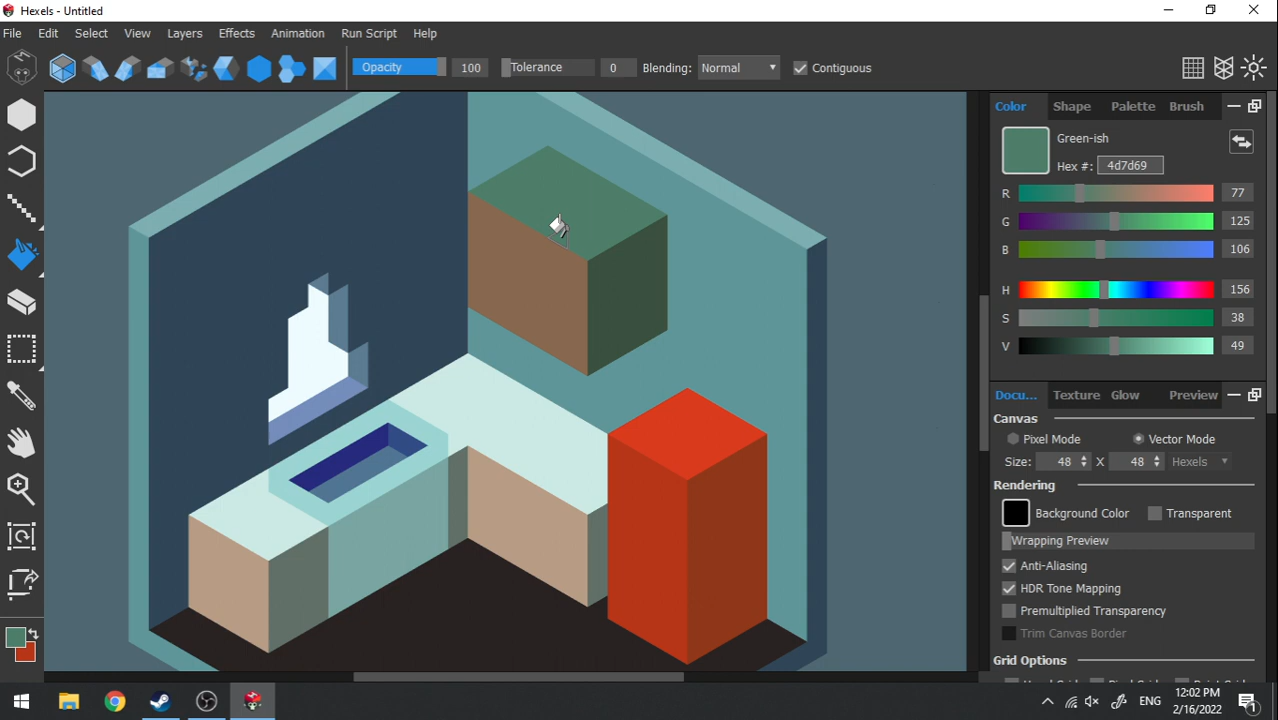 Hexels - Untitled
File Edit Select View Layers Effects Animation Run Script Help
Opacity 100 Tolerance 0 Blending: Normal Contiguous
Color Shape Palette Brush
Green-ish
Hex #: 4d7d69
R 77
G 125
B 106
H 156
S 38
V 49
Docu... Texture Glow Preview
Canvas
Pixel Mode Vector Mode
Size: 48 X 48 Hexels
Rendering
Background Color Transparent
Wrapping Preview
Anti-Aliasing
HDR Tone Mapping
Premultiplied Transparency
Trim Canvas Border
Grid Options
ENG
12:02 PM
2/16/2022
1